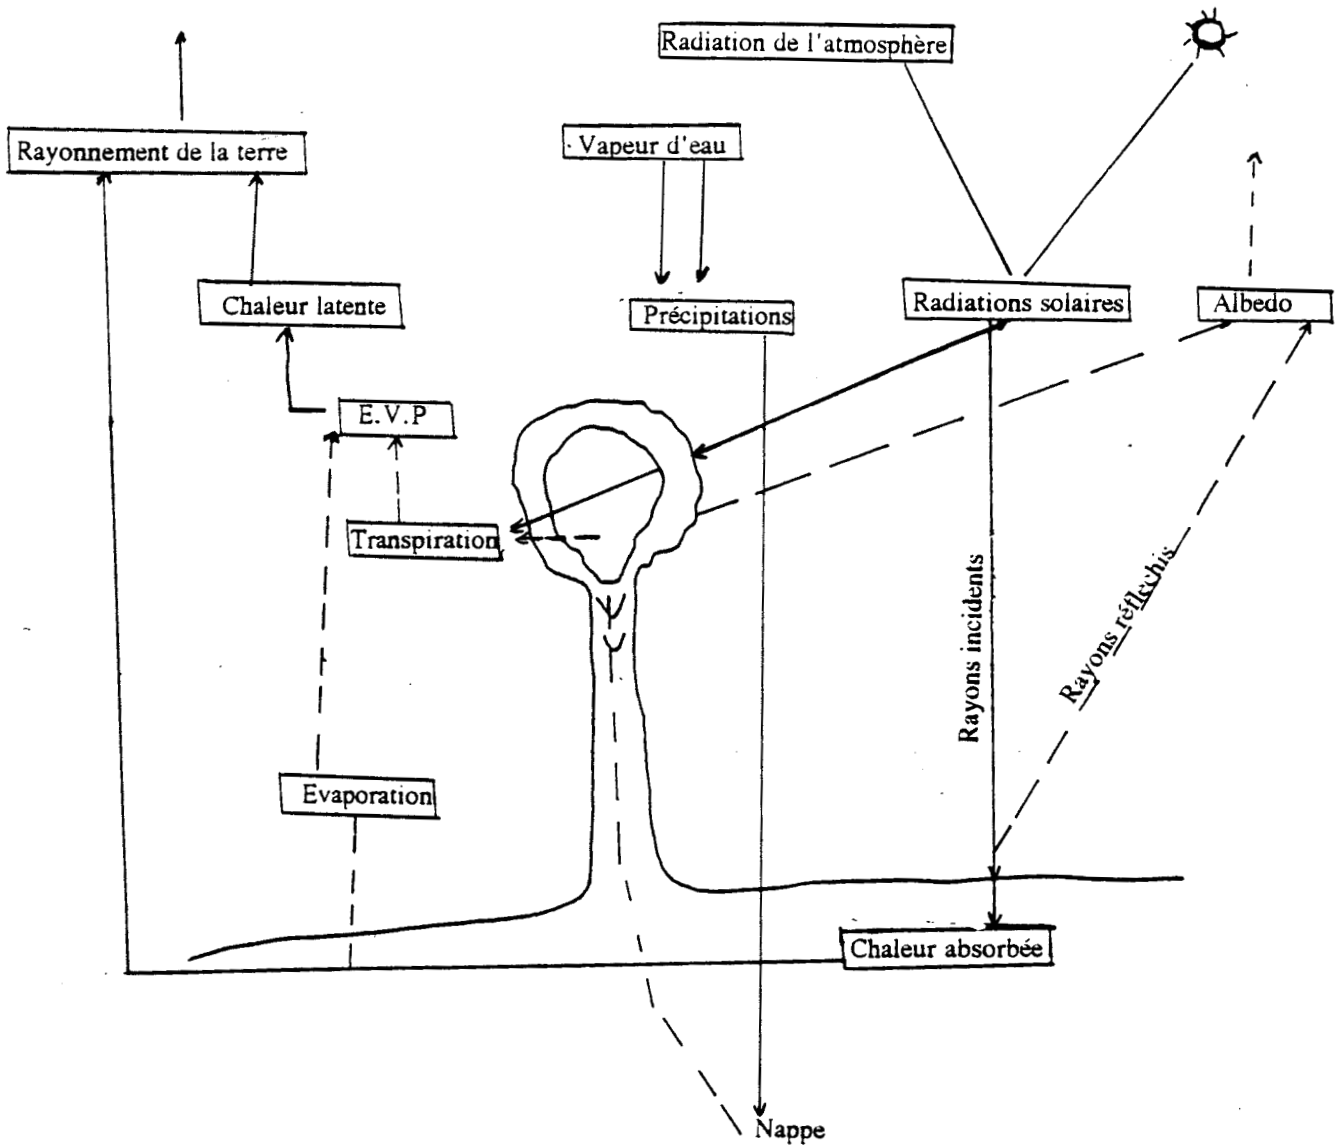 Radiation de l'atmosphère
Rayonnement de la terre
Vapeur d'eau
Chaleur latente
Précipitations
Radiations solaires
Albedo
E.V.P
Transpiration
Rayons incidents
Rayons réflechis
Evaporation
Chaleur absorbée
Nappe